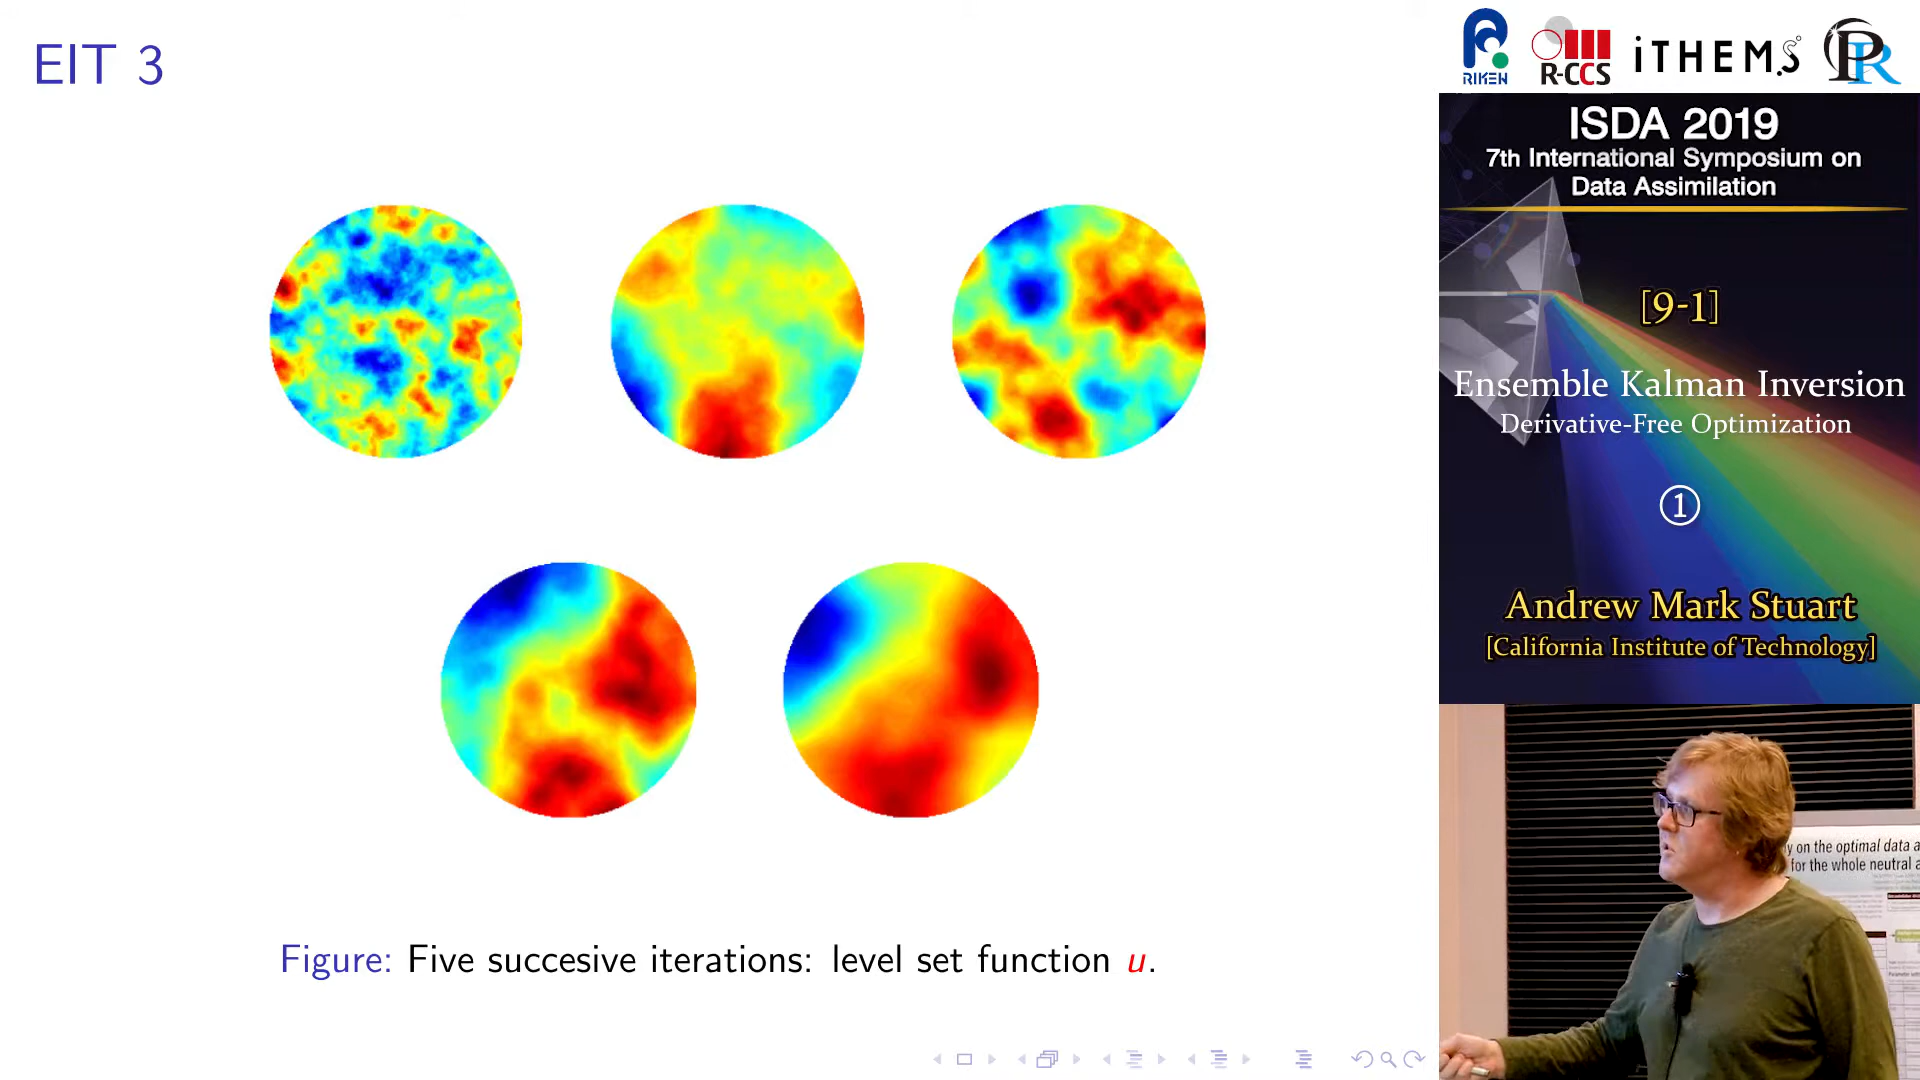 EIT 3
Figure: Five succesive iterations: level set function u.
RIKEN
R-CCS
iTHEMS
PR
ISDA 2019
7th International Symposium on
Data Assimilation
[9-1]
Ensemble Kalman Inversion
Derivative-Free Optimization
①
Andrew Mark Stuart
[California Institute of Technology]
y on the optimal data a
for the whole neutral a